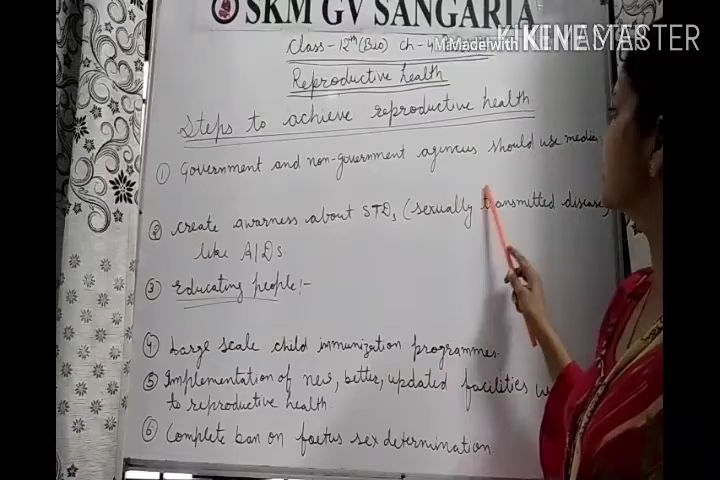 SKM GV SANGARIA
Class-12th (Bio) ch-4
Made with KINEMASTER
Reproductive health
Steps to achieve reproductive health
① Government and non-government agencies should use media
② Create awarness about STDs (sexually transmitted disease)
like AIDs
③ Educating people:-
④ Large scale child immunization programmes.
⑤ Implementation of new, better, updated facilities
to reproductive health
⑥ Complete ban on foetus sex determination.